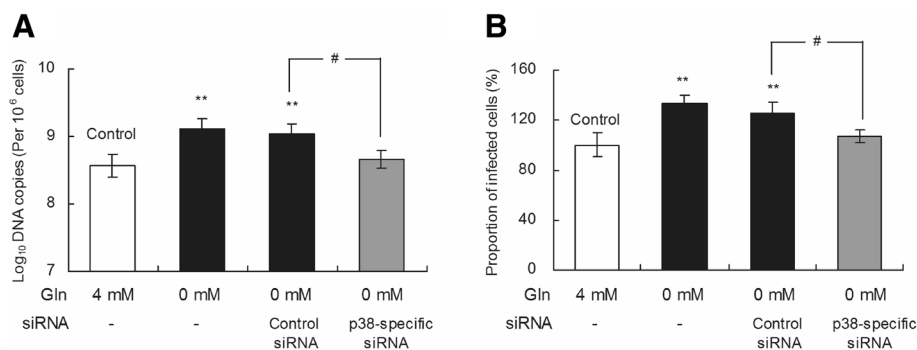 A
Log₁₀ DNA copies (Per 10⁶ cells)
10
9
8
7
Control
**
**
#
Gln 4 mM 0 mM 0 mM 0 mM
siRNA - - Control siRNA p38-specific siRNA
B
Proportion of infected cells (%)
160
120
80
40
0
Control
**
**
#
Gln 4 mM 0 mM 0 mM 0 mM
siRNA - - Control siRNA p38-specific siRNA